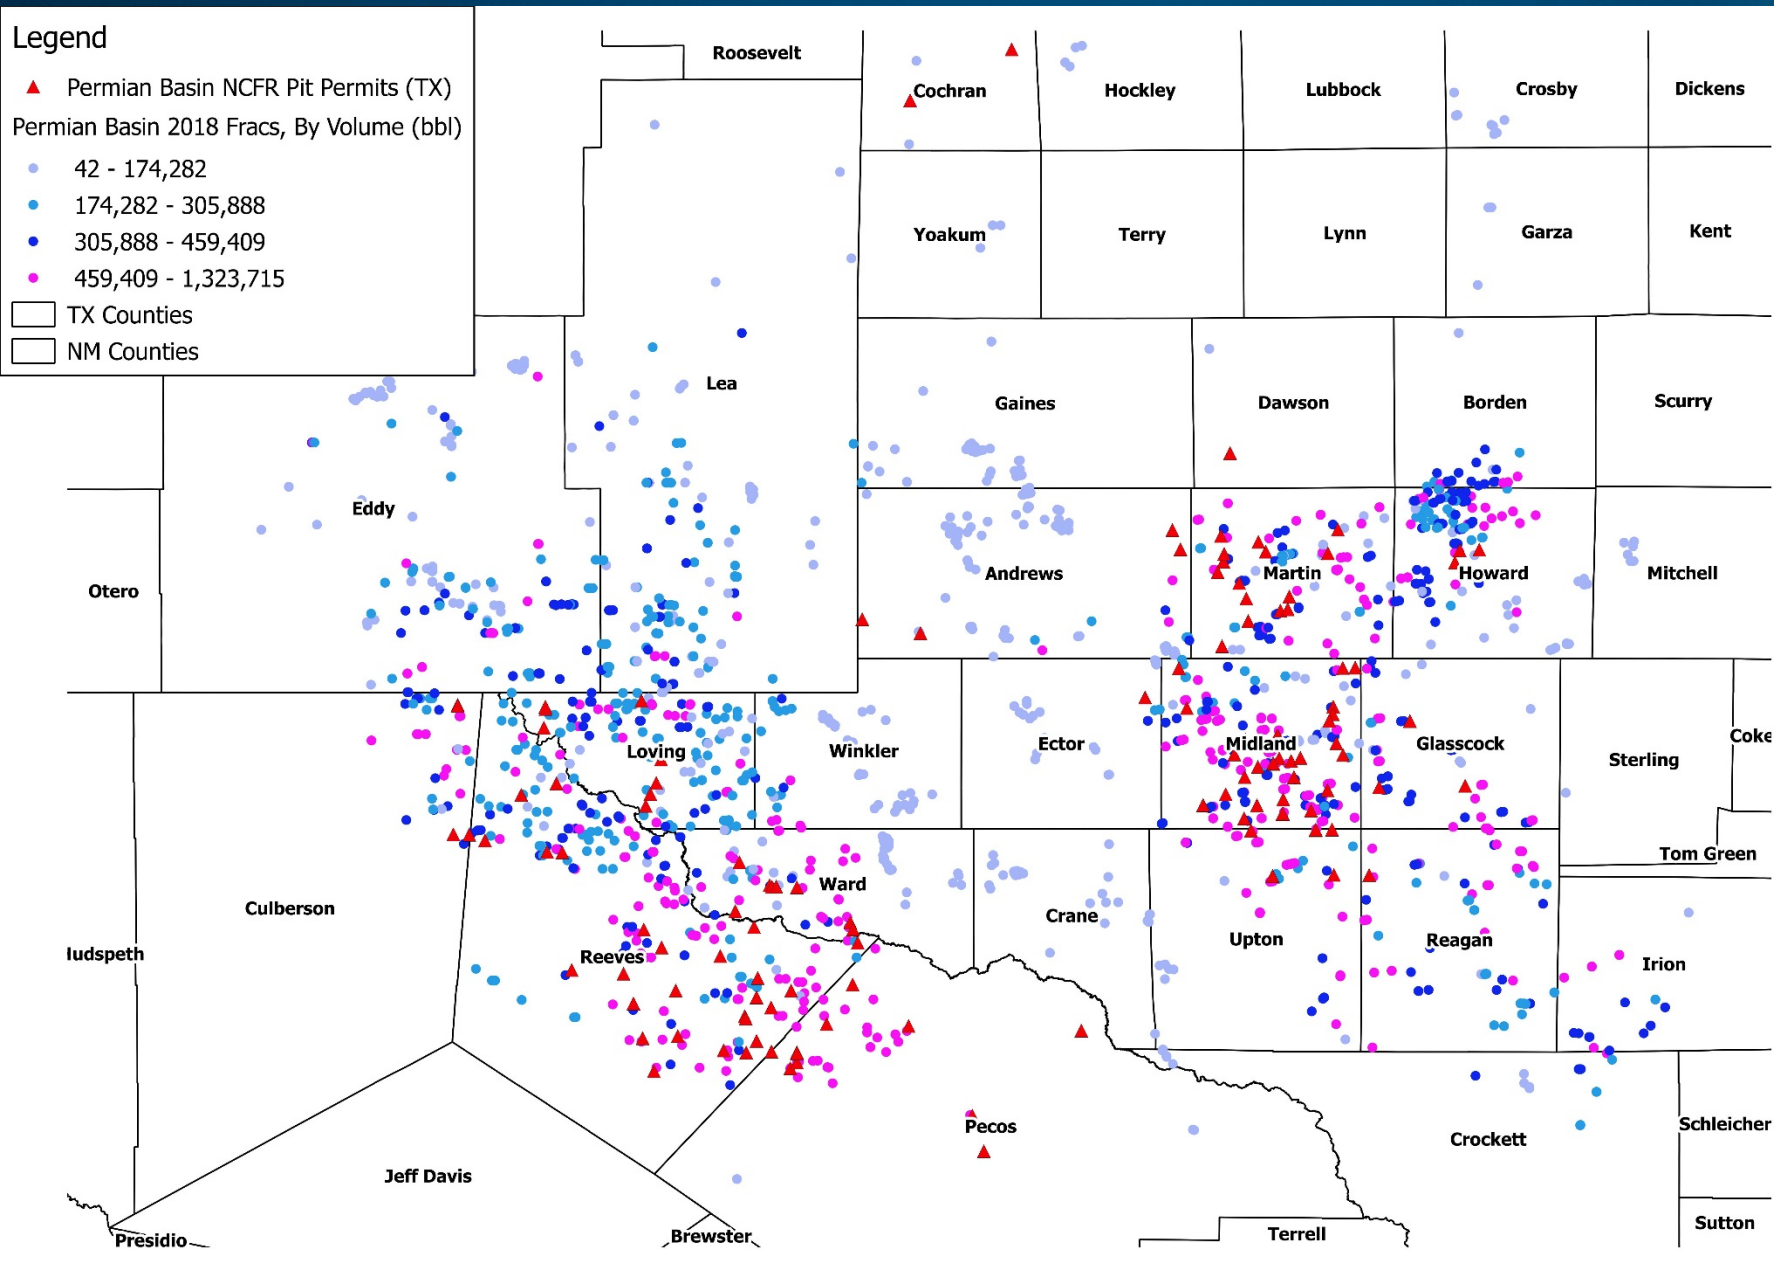 Legend
Permian Basin NCFR Pit Permits (TX)
Permian Basin 2018 Fracs, By Volume (bbl)
42 - 174,282
174,282 - 305,888
305,888 - 459,409
459,409 - 1,323,715
TX Counties
NM Counties
Roosevelt
Cochran
Hockley
Lubbock
Crosby
Dickens
Yoakum
Terry
Lynn
Garza
Kent
Lea
Gaines
Dawson
Borden
Scurry
Eddy
Otero
Andrews
Martin
Howard
Mitchell
Loving
Winkler
Ector
Midland
Glasscock
Sterling
Coke
Tom Green
Culberson
Ward
Crane
Upton
Reagan
Irion
Iudspeth
Reeves
Pecos
Crockett
Schleicher
Jeff Davis
Presidio
Brewster
Terrell
Sutton